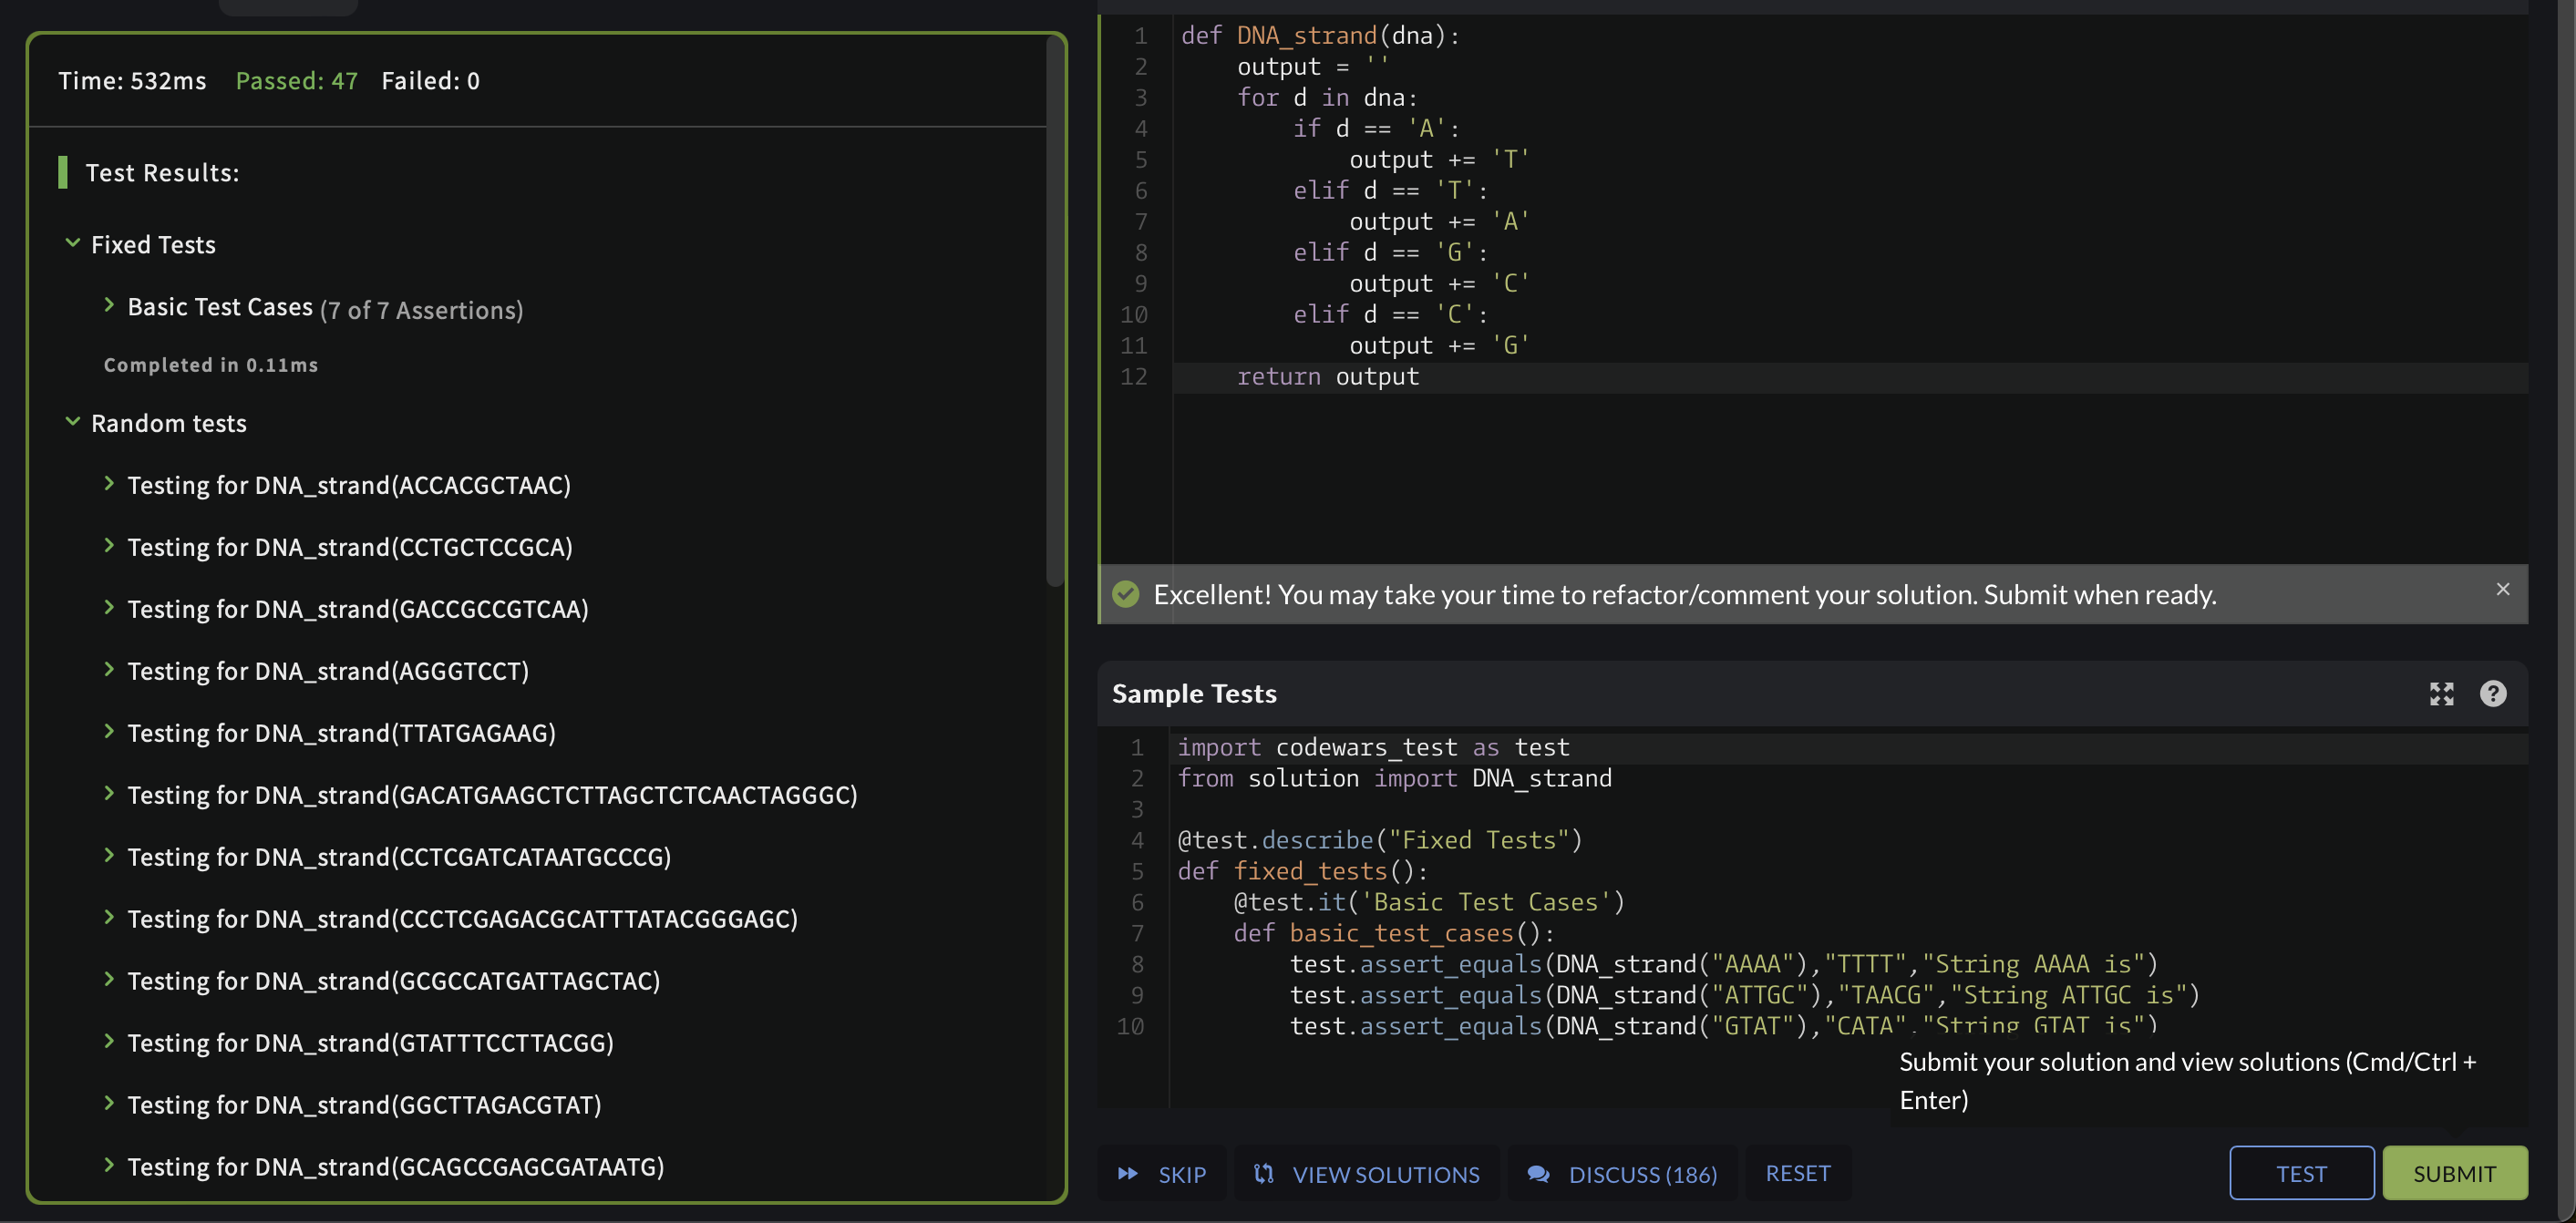 Time: 532ms Passed: 47 Failed: 0
Test Results:
Fixed Tests
Basic Test Cases (7 of 7 Assertions)
Completed in 0.11ms
Random tests
Testing for DNA_strand(ACCACGCTAAC)
Testing for DNA_strand(CCTGCTCCGCA)
Testing for DNA_strand(GACCGCCGTCAA)
Testing for DNA_strand(AGGGTCCT)
Testing for DNA_strand(TTATGAGAAG)
Testing for DNA_strand(GACATGAAGCTCTTAGCTCTCAACTAGGGC)
Testing for DNA_strand(CCTCGATCATAATGCCCG)
Testing for DNA_strand(CCCTCGAGACGCATTTATACGGGAGC)
Testing for DNA_strand(GCGCCATGATTAGCTAC)
Testing for DNA_strand(GTATTTCCTTACGG)
Testing for DNA_strand(GGCTTAGACGTAT)
Testing for DNA_strand(GCAGCCGAGCGATAATG)
1 def DNA_strand(dna):
2     output = ''
3     for d in dna:
4         if d == 'A':
5             output += 'T'
6         elif d == 'T':
7             output += 'A'
8         elif d == 'G':
9             output += 'C'
10         elif d == 'C':
11             output += 'G'
12     return output
Excellent! You may take your time to refactor/comment your solution. Submit when ready.
Sample Tests
1 import codewars_test as test
2 from solution import DNA_strand
3
4 @test.describe("Fixed Tests")
5 def fixed_tests():
6     @test.it('Basic Test Cases')
7     def basic_test_cases():
8         test.assert_equals(DNA_strand("AAAA"),"TTTT","String AAAA is")
9         test.assert_equals(DNA_strand("ATTGC"),"TAACG","String ATTGC is")
10         test.assert_equals(DNA_strand("GTAT"),"CATA","String GTAT is")
Submit your solution and view solutions (Cmd/Ctrl +
Enter)
SKIP VIEW SOLUTIONS DISCUSS (186) RESET TEST SUBMIT